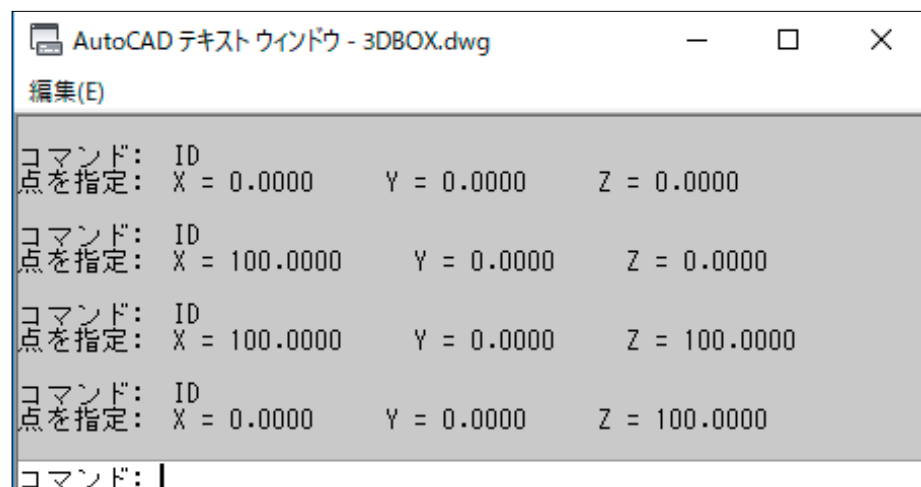 AutoCAD テキスト ウィンドウ - 3DBOX.dwg
編集(E)
コマンド: ID
点を指定: X = 0.0000 Y = 0.0000 Z = 0.0000
コマンド: ID
点を指定: X = 100.0000 Y = 0.0000 Z = 0.0000
コマンド: ID
点を指定: X = 100.0000 Y = 0.0000 Z = 100.0000
コマンド: ID
点を指定: X = 0.0000 Y = 0.0000 Z = 100.0000
コマンド: